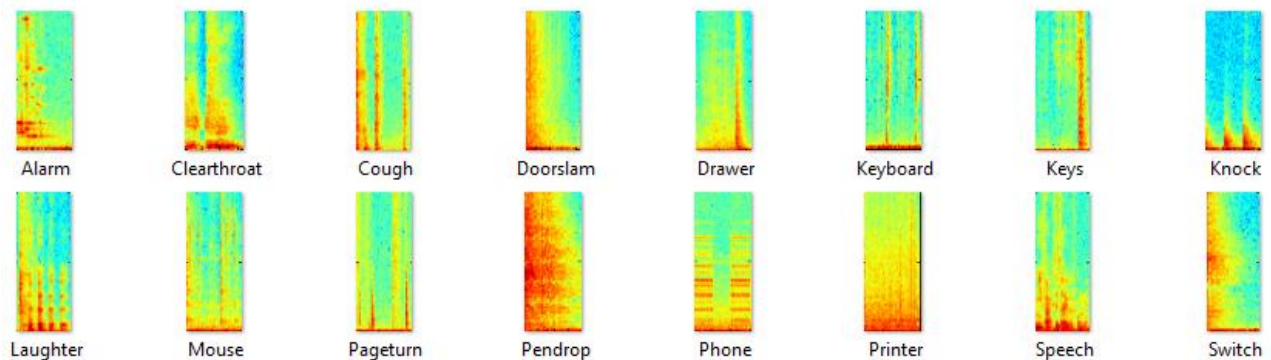 Alarm Clearthroat Cough Doorslam Drawer Keyboard Keys Knock
Laughter Mouse Pageturn Pendrop Phone Printer Speech Switch